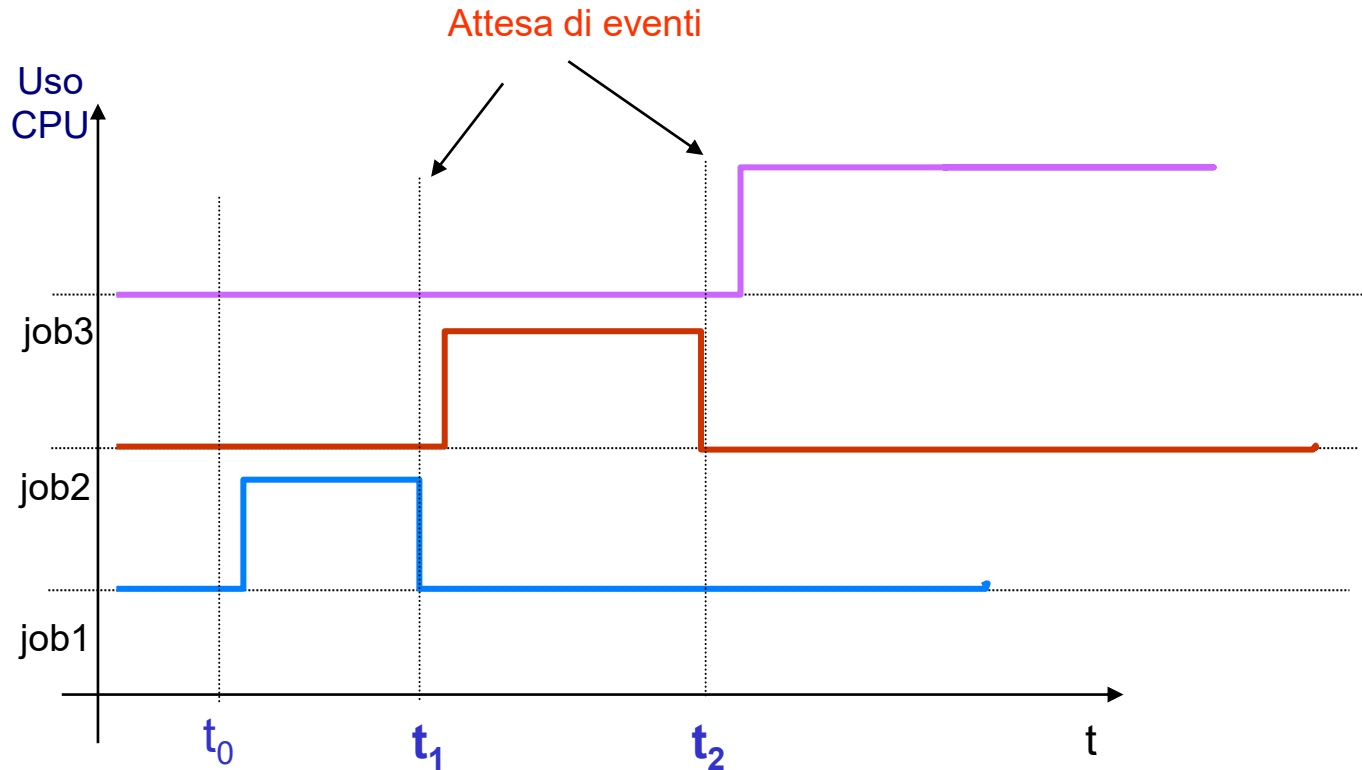 Attesa di eventi
Uso
CPU
job3
job2
job1
t₀
t₁
t₂
t